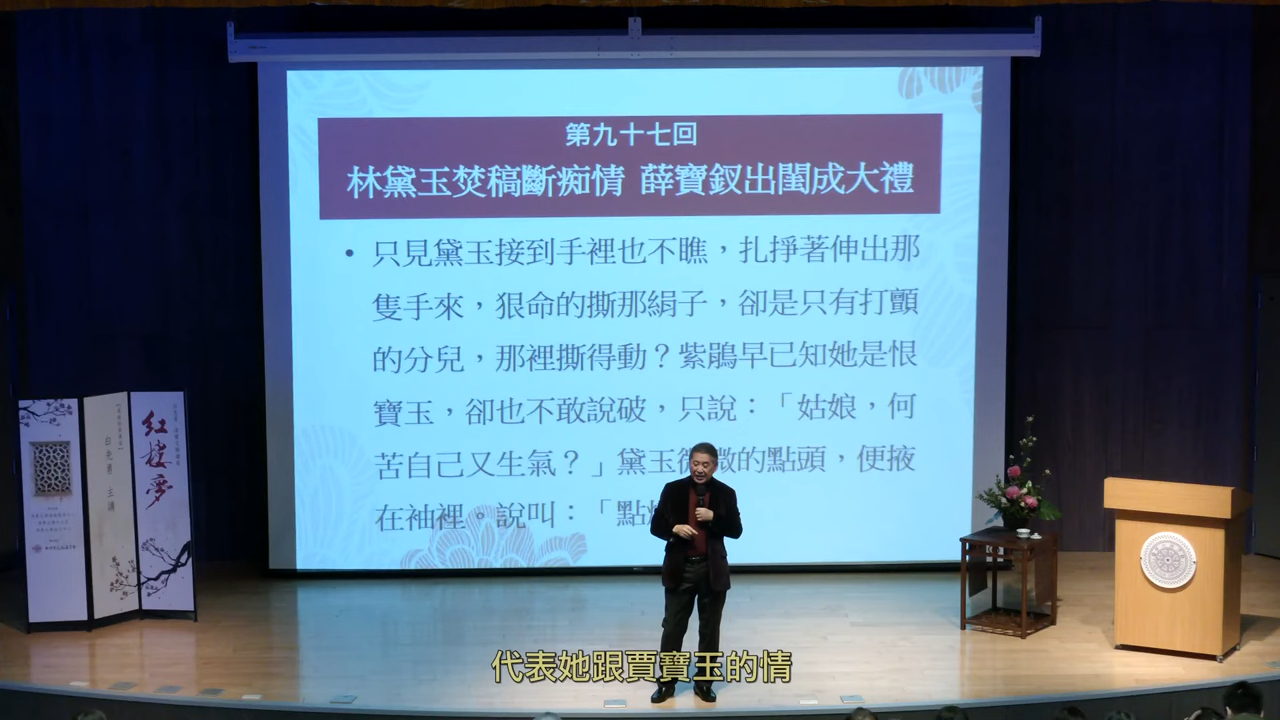 第九十七回
林黛玉焚稿斷痴情 薛寶釵出閨成大禮
• 只見黛玉接到手裡也不瞧，扎掙著伸出那
隻手來，狠命的撕那絹子，卻是只有打顫
的分兒，那裡撕得動？紫鵑早已知她是恨
寶玉，卻也不敢說破，只說：「姑娘，何
苦自己又生氣？」黛玉微微的點頭，便掖
在袖裡。說叫：「點
紅樓夢
白先勇 主講
代表她跟賈寶玉的情